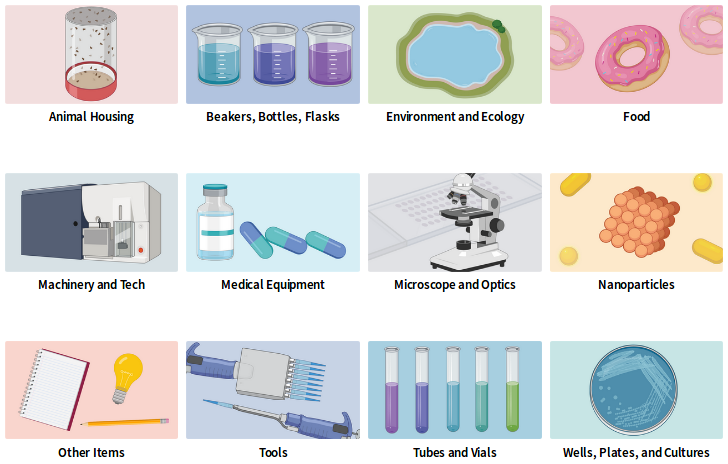 Animal Housing
Beakers, Bottles, Flasks
Environment and Ecology
Food
Machinery and Tech
Medical Equipment
Microscope and Optics
Nanoparticles
Other Items
Tools
Tubes and Vials
Wells, Plates, and Cultures